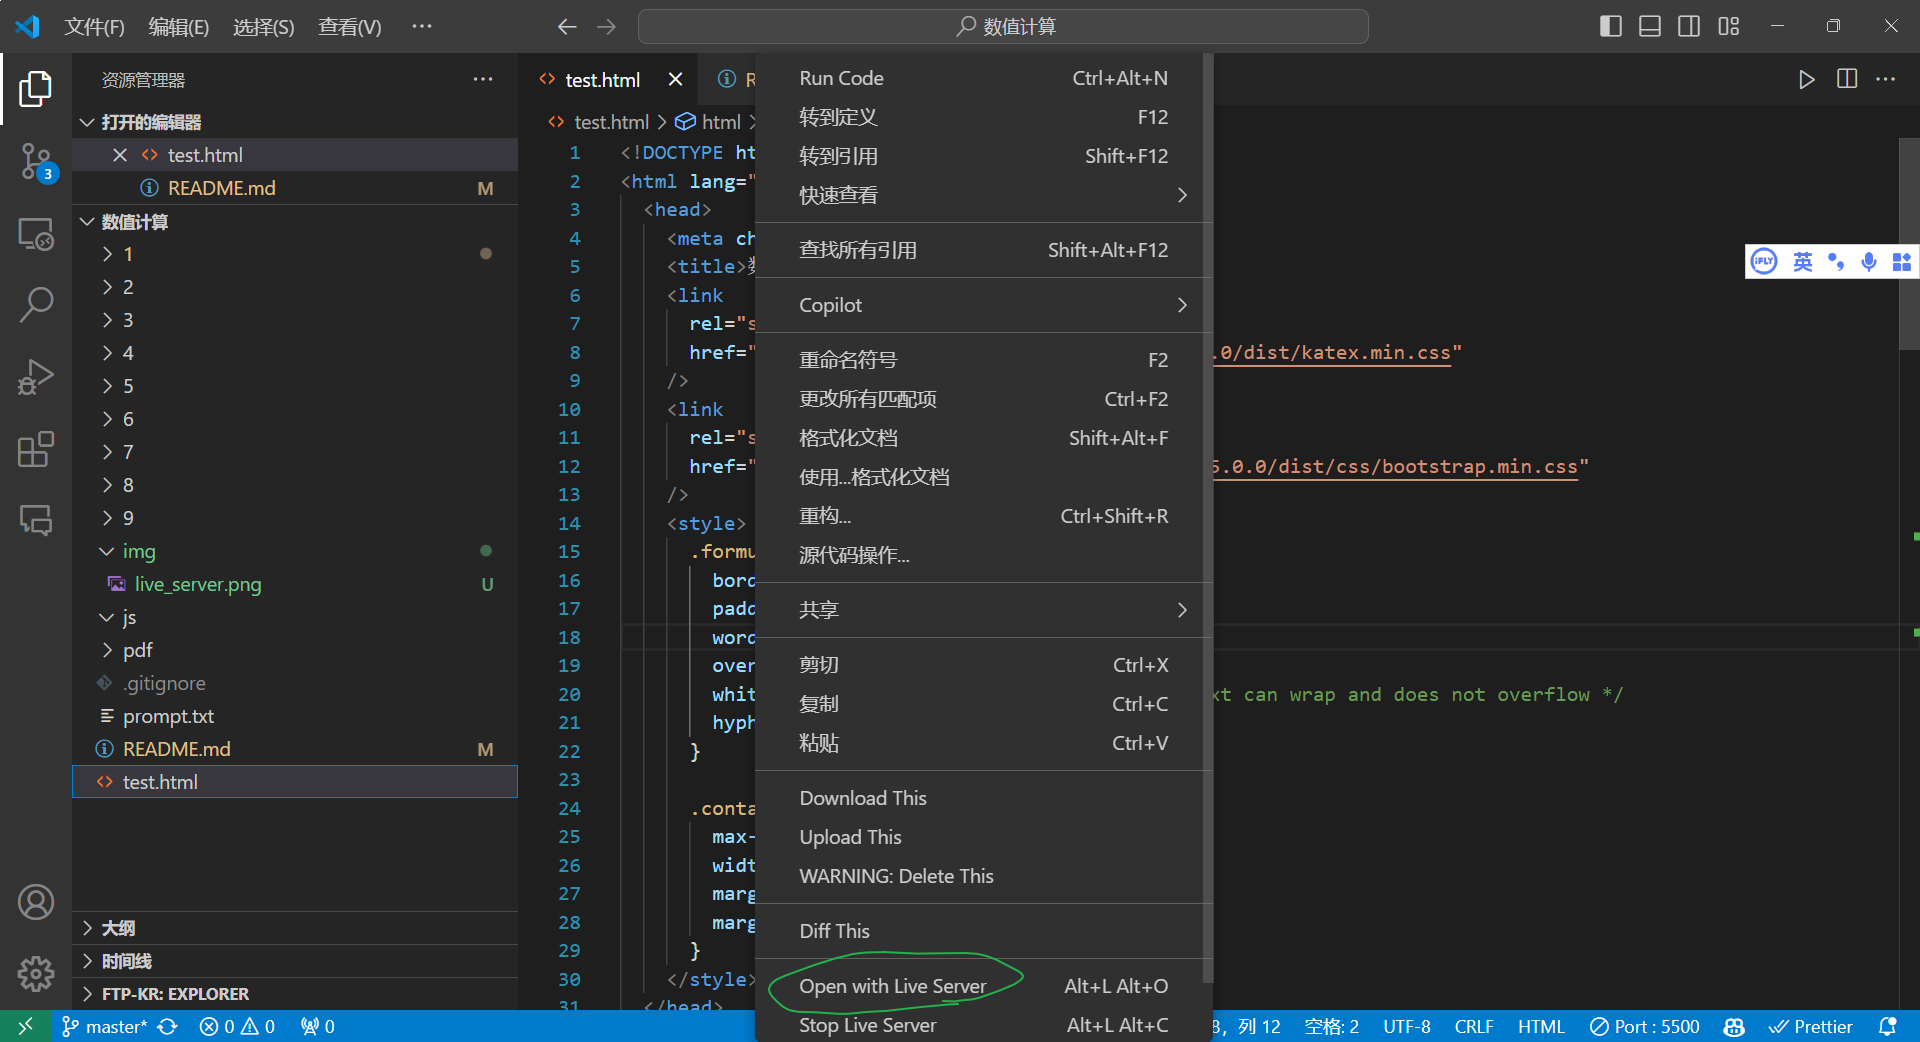 文件(F) 编辑(E) 选择(S) 查看(V) ··· 数值计算
资源管理器
打开的编辑器
test.html
README.md M
数值计算
1
2
3
4
5
6
7
8
9
img
live_server.png U
js
pdf
.gitignore
prompt.txt
README.md M
test.html
大纲
时间线
FTP-KR: EXPLORER
3
test.html R
test.html > html >
1 <!DOCTYPE ht
2 <html lang="
3 <head>
4 <meta ch
5 <title>数
6 <link
7 rel="s
8 href=" .0/dist/katex.min.css"
9 />
10 <link
11 rel="s
12 href=" 5.0.0/dist/css/bootstrap.min.css"
13 />
14 <style>
15 .formu
16 bord
17 padd
18 word
19 over
20 whit xt can wrap and does not overflow */
21 hyph
22 }
23
24 .conta
25 max-
26 widt
27 marg
28 marg
29 }
30 </style>
31 </head>
Run Code Ctrl+Alt+N
转到定义 F12
转到引用 Shift+F12
快速查看
查找所有引用 Shift+Alt+F12
Copilot
重命名符号 F2
更改所有匹配项 Ctrl+F2
格式化文档 Shift+Alt+F
使用...格式化文档
重构... Ctrl+Shift+R
源代码操作...
共享
剪切 Ctrl+X
复制 Ctrl+C
粘贴 Ctrl+V
Download This
Upload This
WARNING: Delete This
Diff This
Open with Live Server Alt+L Alt+O
Stop Live Server Alt+L Alt+C
iFLY 英
master* 0 0 0 8, 列 12 空格: 2 UTF-8 CRLF HTML Port : 5500 Prettier